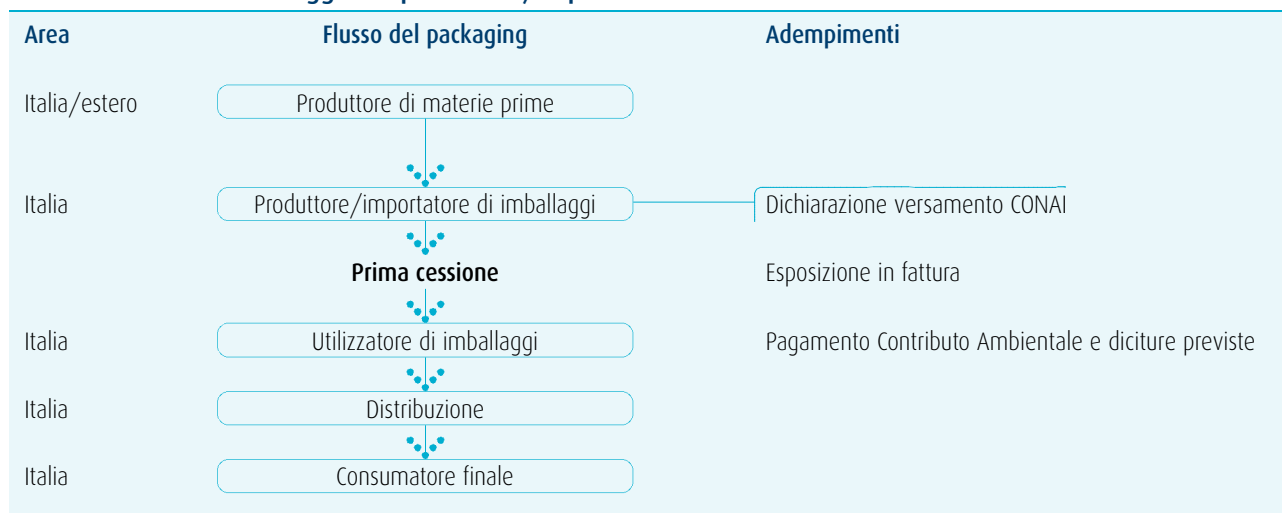 Area Flusso del packaging Adempimenti
Italia/estero Produttore di materie prime
Italia Produttore/importatore di imballaggi Dichiarazione versamento CONAI
Prima cessione Esposizione in fattura
Italia Utilizzatore di imballaggi Pagamento Contributo Ambientale e diciture previste
Italia Distribuzione
Italia Consumatore finale